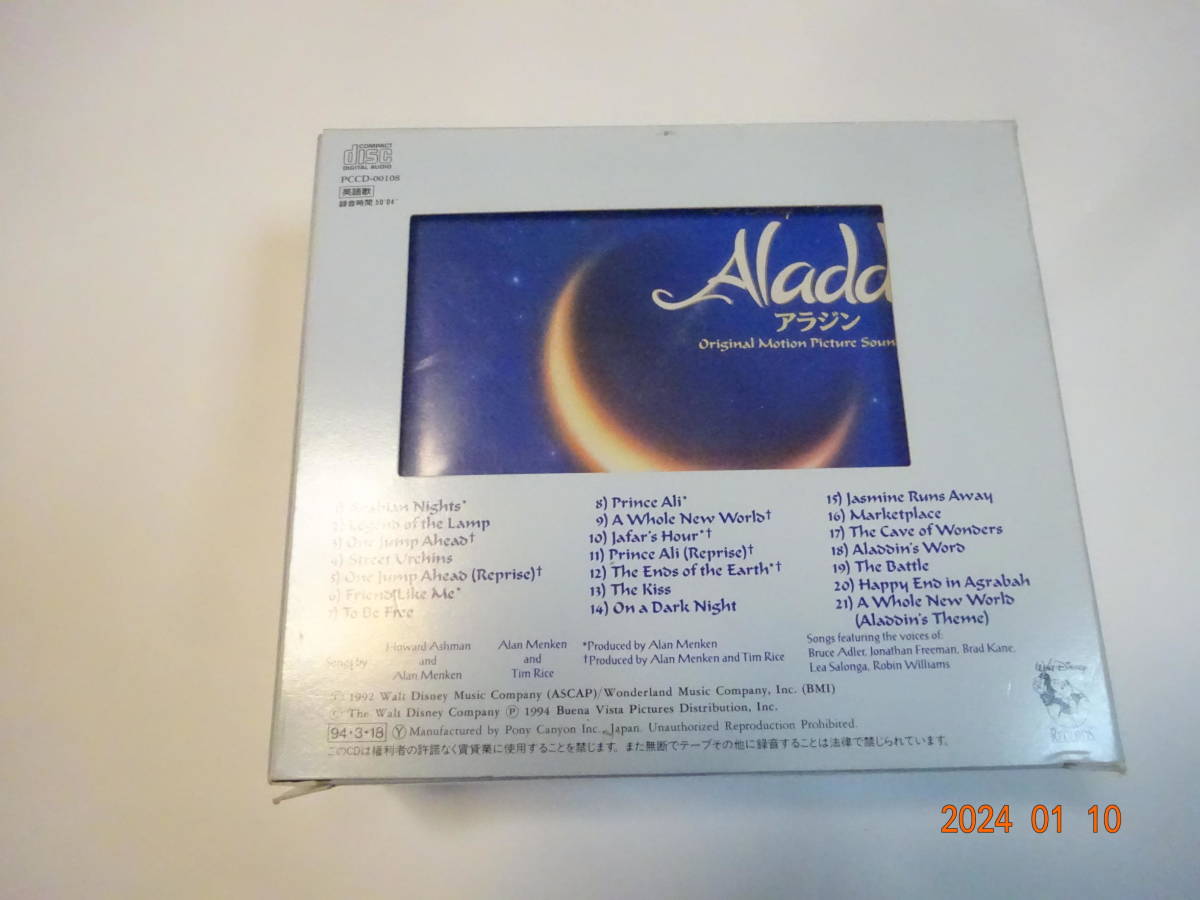 COMPACT
disc
DIGITAL AUDIO
PCCD-00108
英語歌
録音時間 50'04"
Aladd
アラジン
Original Motion Picture Soun
1) Arabian Nights*
2) Legend of the Lamp
3) One Jump Ahead†
4) Street Urchins
5) One Jump Ahead (Reprise)†
6) Friend Like Me*
7) To Be Free
8) Prince Ali*
9) A Whole New World†
10) Jafar's Hour*†
11) Prince Ali (Reprise)†
12) The Ends of the Earth*†
13) The Kiss
14) On a Dark Night
15) Jasmine Runs Away
16) Marketplace
17) The Cave of Wonders
18) Aladdin's Word
19) The Battle
20) Happy End in Agrabah
21) A Whole New World
(Aladdin's Theme)
Songs by
Howard Ashman
and
Alan Menken
Alan Menken
and
Tim Rice
*Produced by Alan Menken
†Produced by Alan Menken and Tim Rice
Songs featuring the voices of:
Bruce Adler, Jonathan Freeman, Brad Kane,
Lea Salonga, Robin Williams
© 1992 Walt Disney Music Company (ASCAP)/Wonderland Music Company, Inc. (BMI)
© The Walt Disney Company Ⓟ 1994 Buena Vista Pictures Distribution, Inc.
94・3・18 Ⓨ Manufactured by Pony Canyon Inc., Japan. Unauthorized Reproduction Prohibited.
このCDは権利者の許諾なく賃貸業に使用することを禁じます。また無断でテープその他に録音することは法律で禁じられています。
Walt Disney
RECORDS
2024 01 10